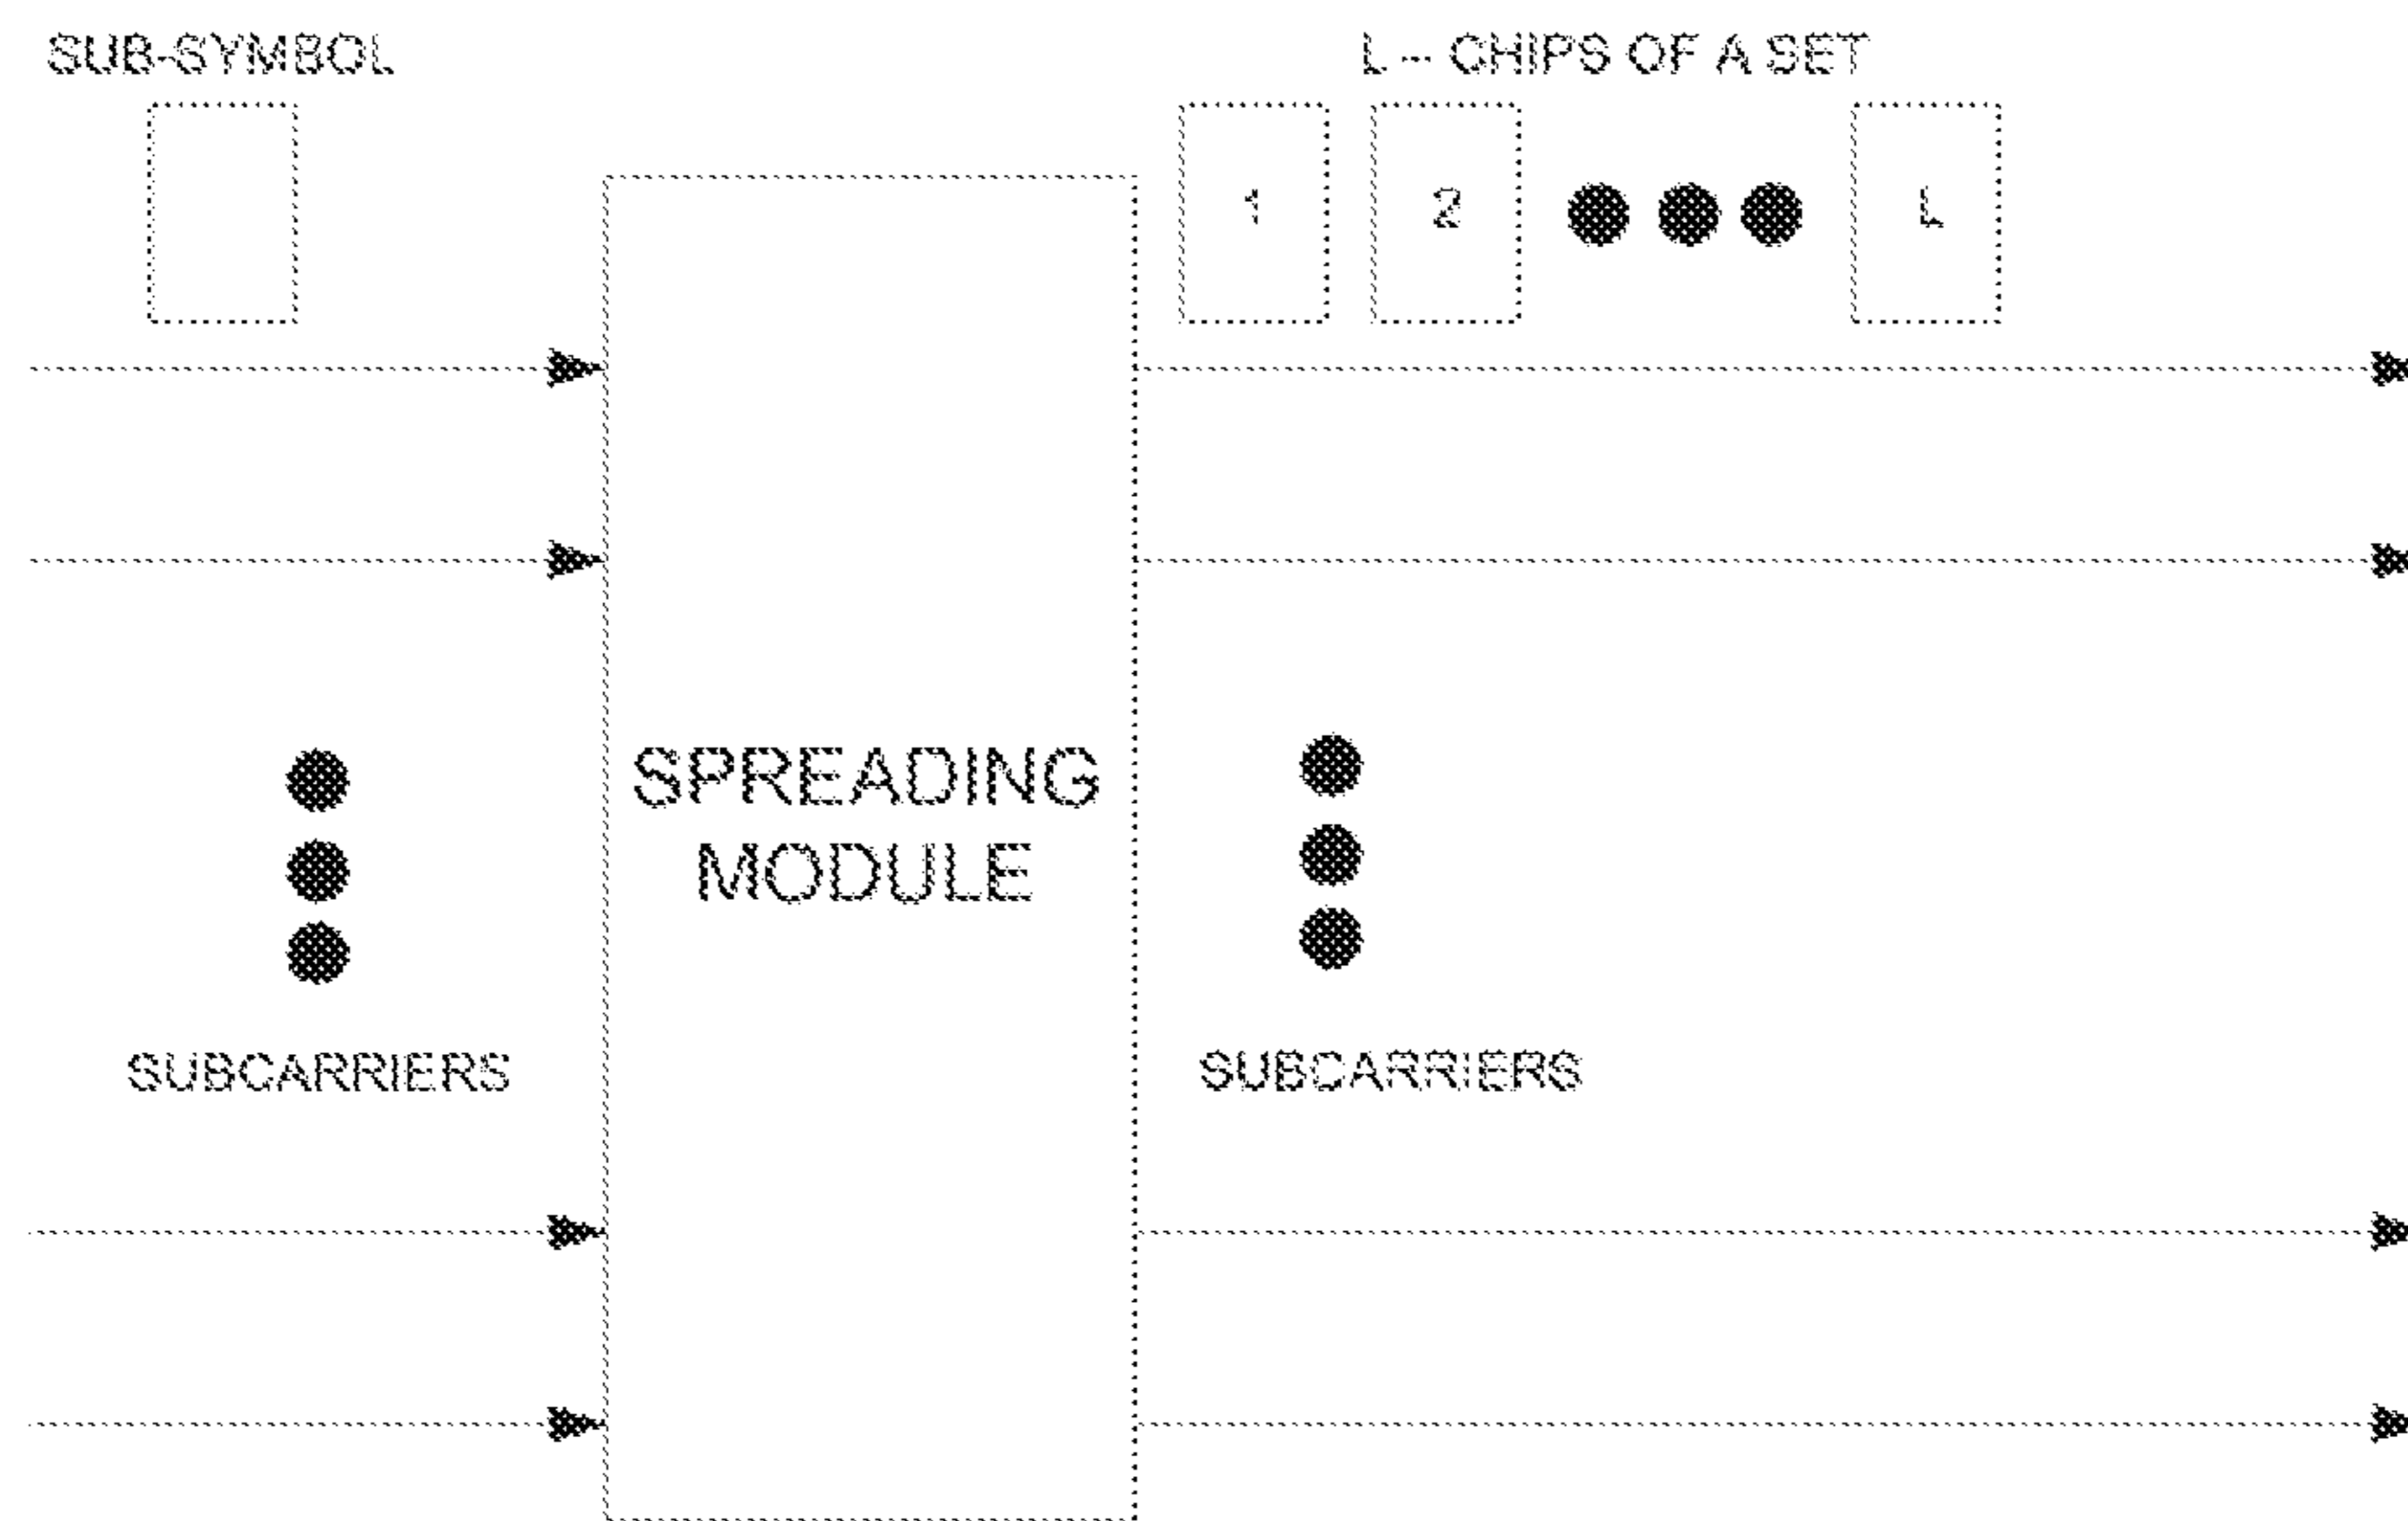 SUB-SYMBOL
L – CHIPS OF A SET
1
2
L
SPREADING
MODULE
SUBCARRIERS
SUBCARRIERS